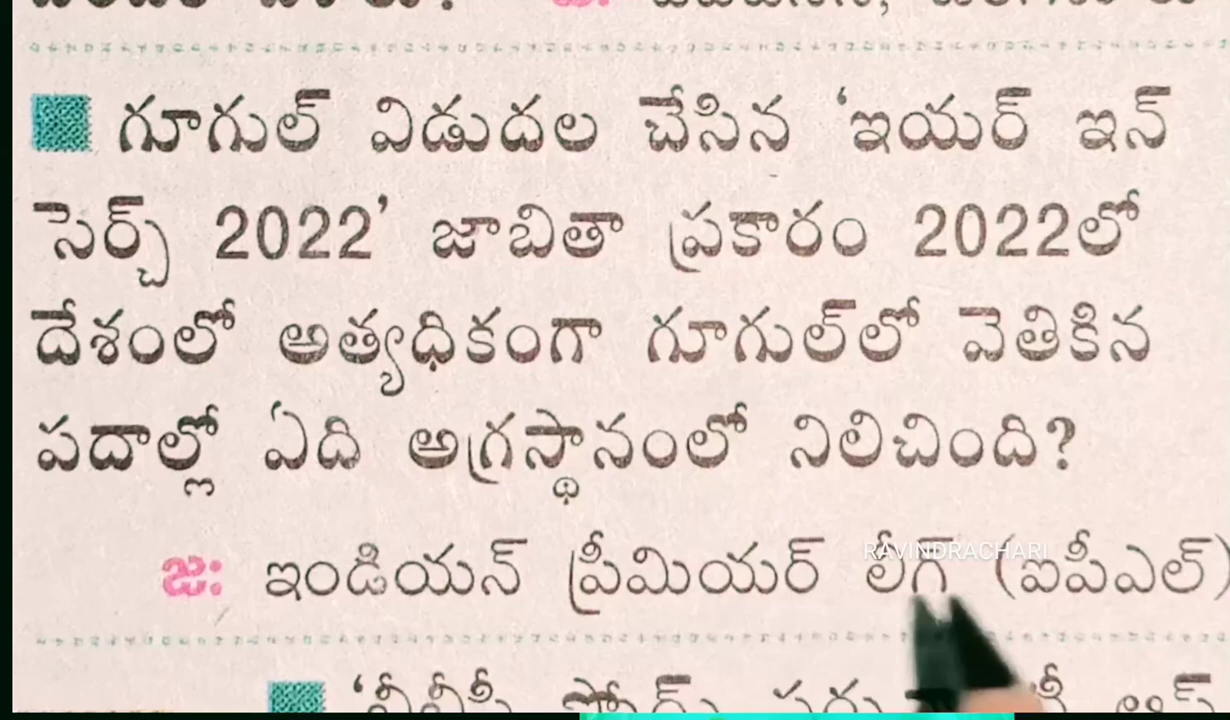 గూగుల్ విడుదల చేసిన ‘ఇయర్ ఇన్
సెర్చ్ 2022’ జాబితా ప్రకారం 2022లో
దేశంలో అత్యధికంగా గూగుల్‌లో వెతికిన
పదాల్లో ఏది అగ్రస్థానంలో నిలిచింది?
జ: ఇండియన్ ప్రీమియర్ లీగ్ (ఐపీఎల్)
RAVINDRACHARI